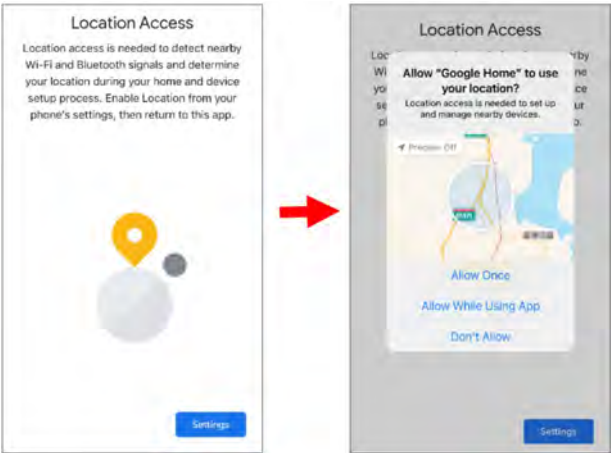 Location Access
Location access is needed to detect nearby
Wi-Fi and Bluetooth signals and determine
your location during your home and device
setup process. Enable Location from your
phone's settings, then return to this app.
Settings
Location Access
Allow "Google Home" to use
your location?
Location access is needed to set up
and manage nearby devices.
Precise: Off
Allow Once
Allow While Using App
Don't Allow
Settings